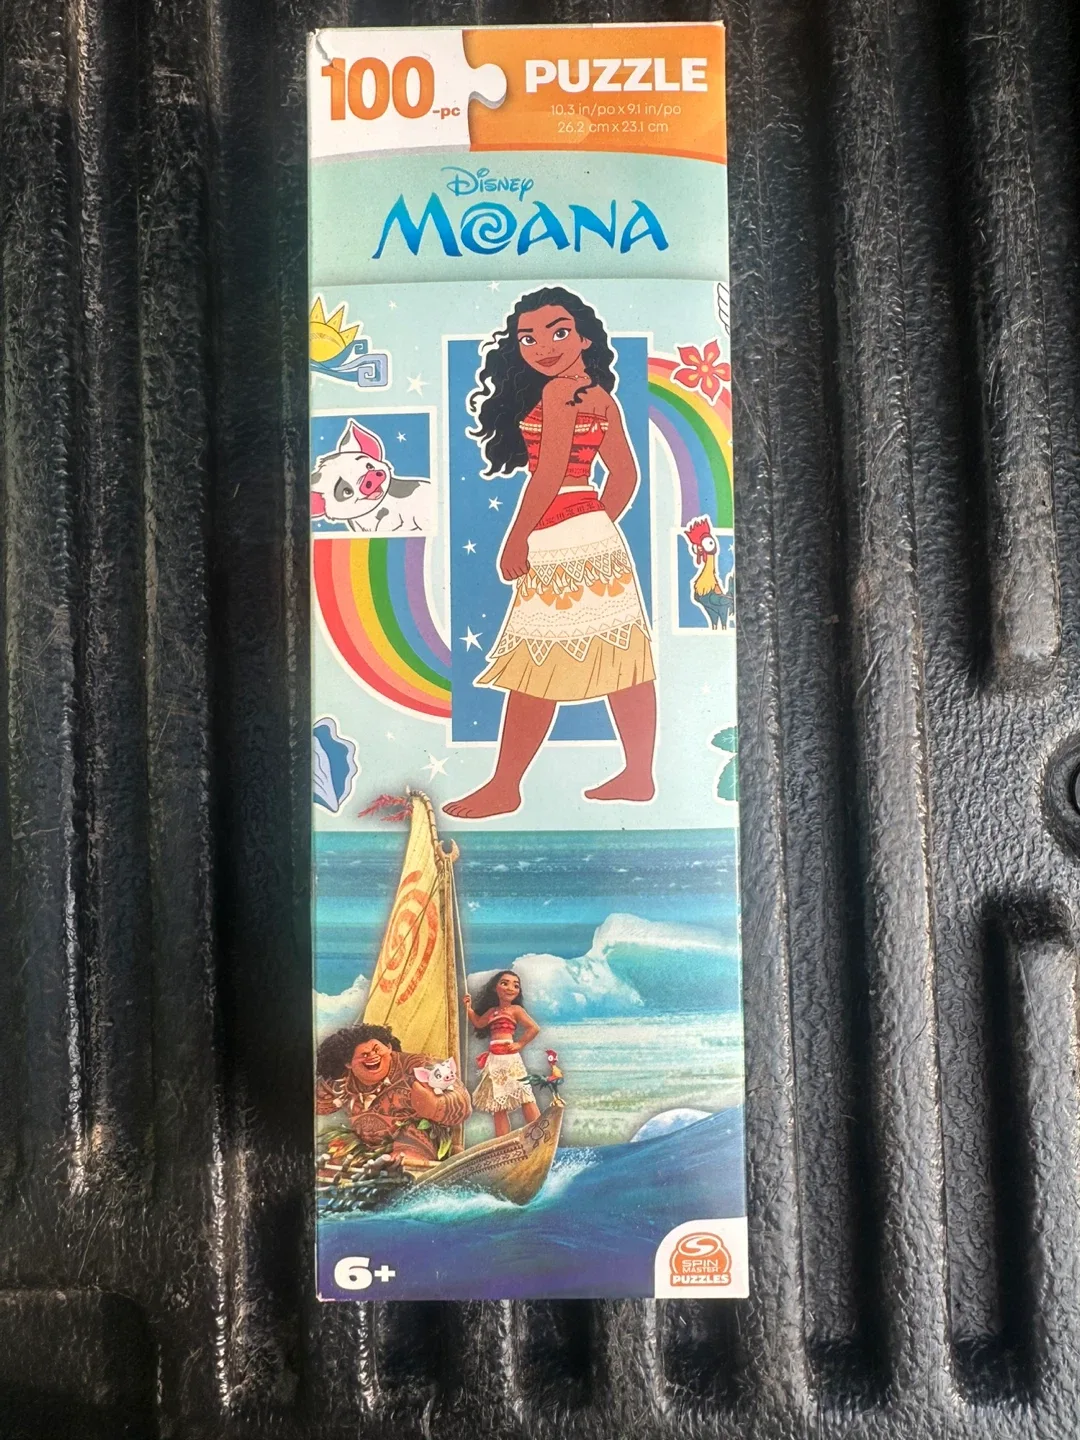 100-pc
PUZZLE
10.3 in/po x 9.1 in/po
26.2 cm x 23.1 cm
Disney
MOANA
6+
SPIN
MASTER
PUZZLES